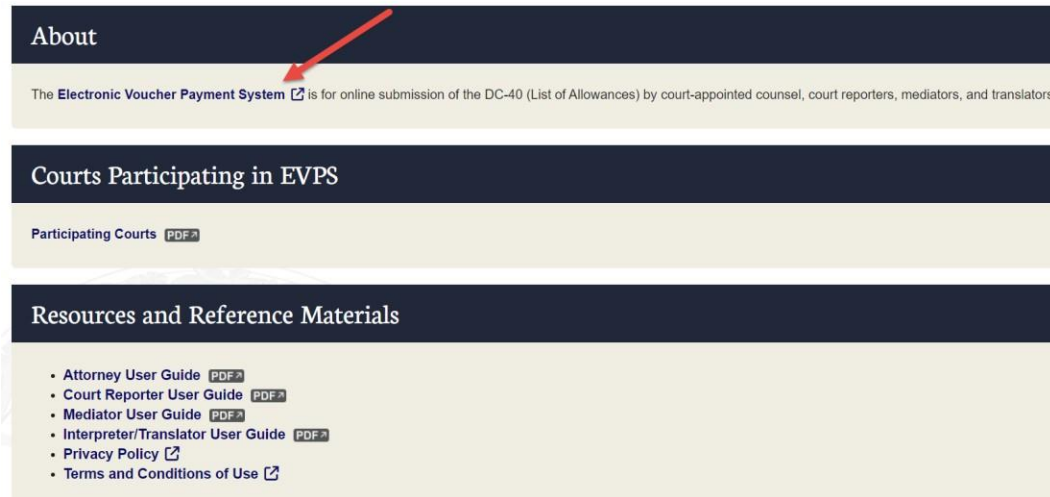 About
The Electronic Voucher Payment System is for online submission of the DC-40 (List of Allowances) by court-appointed counsel, court reporters, mediators, and translators
Courts Participating in EVPS
Participating Courts PDF
Resources and Reference Materials
• Attorney User Guide PDF
• Court Reporter User Guide PDF
• Mediator User Guide PDF
• Interpreter/Translator User Guide PDF
• Privacy Policy
• Terms and Conditions of Use